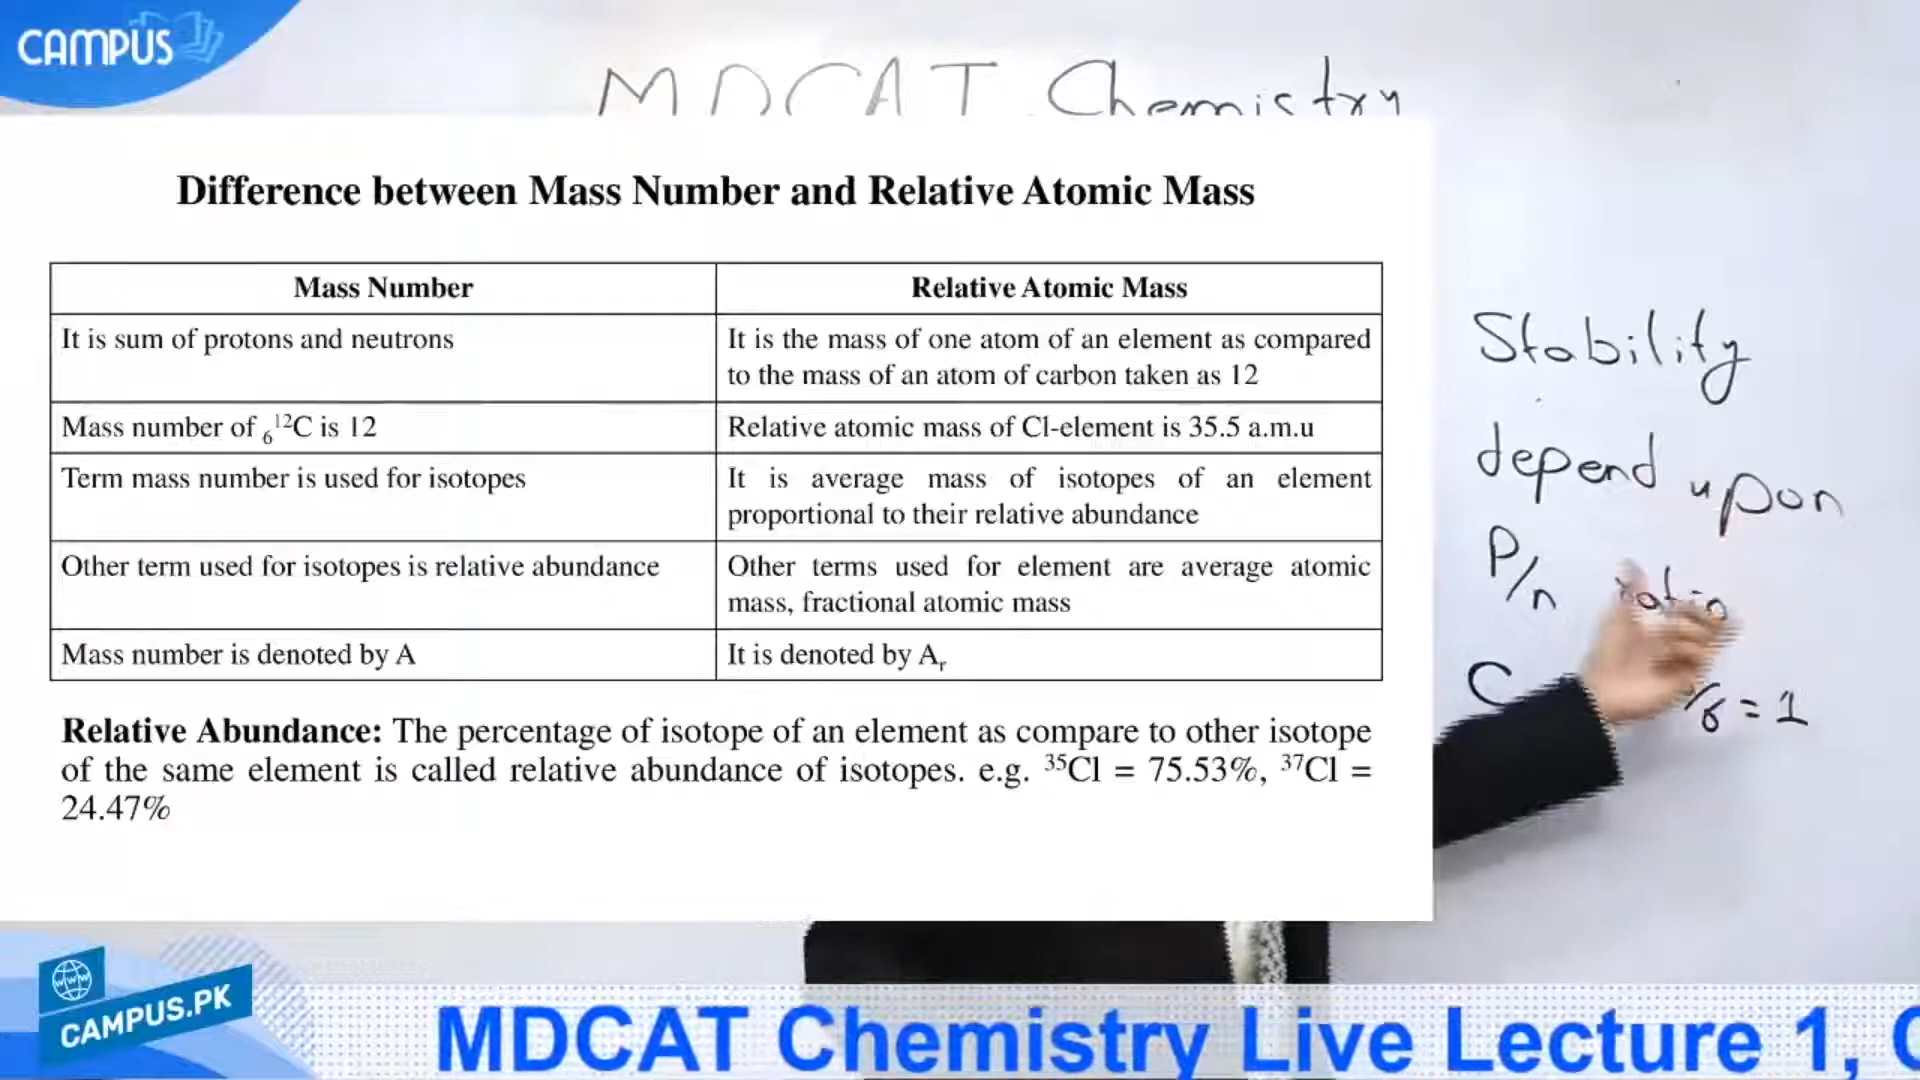 CAMPUS
MDCAT Chemistry
Difference between Mass Number and Relative Atomic Mass
Mass Number
Relative Atomic Mass
It is sum of protons and neutrons
It is the mass of one atom of an element as compared
to the mass of an atom of carbon taken as 12
Mass number of ₆¹²C is 12
Relative atomic mass of Cl-element is 35.5 a.m.u
Term mass number is used for isotopes
It is average mass of isotopes of an element
proportional to their relative abundance
Other term used for isotopes is relative abundance
Other terms used for element are average atomic
mass, fractional atomic mass
Mass number is denoted by A
It is denoted by Aᵣ
Relative Abundance: The percentage of isotope of an element as compare to other isotope
of the same element is called relative abundance of isotopes. e.g. ³⁵Cl = 75.53%, ³⁷Cl =
24.47%
Stability
depend upon
P/n ratio
C /6 = 1
www
CAMPUS.PK
MDCAT Chemistry Live Lecture 1,